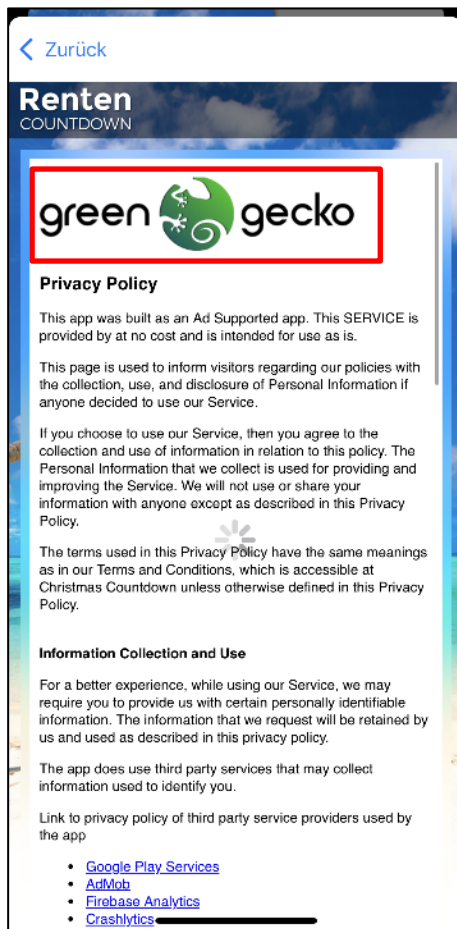 Zurück
Renten
COUNTDOWN
green gecko
Privacy Policy
This app was built as an Ad Supported app. This SERVICE is
provided by at no cost and is intended for use as is.
This page is used to inform visitors regarding our policies with
the collection, use, and disclosure of Personal Information if
anyone decided to use our Service.
If you choose to use our Service, then you agree to the
collection and use of information in relation to this policy. The
Personal Information that we collect is used for providing and
improving the Service. We will not use or share your
information with anyone except as described in this Privacy
Policy.
The terms used in this Privacy Policy have the same meanings
as in our Terms and Conditions, which is accessible at
Christmas Countdown unless otherwise defined in this Privacy
Policy.
Information Collection and Use
For a better experience, while using our Service, we may
require you to provide us with certain personally identifiable
information. The information that we request will be retained by
us and used as described in this privacy policy.
The app does use third party services that may collect
information used to identify you.
Link to privacy policy of third party service providers used by
the app
• Google Play Services
• AdMob
• Firebase Analytics
• Crashlytics